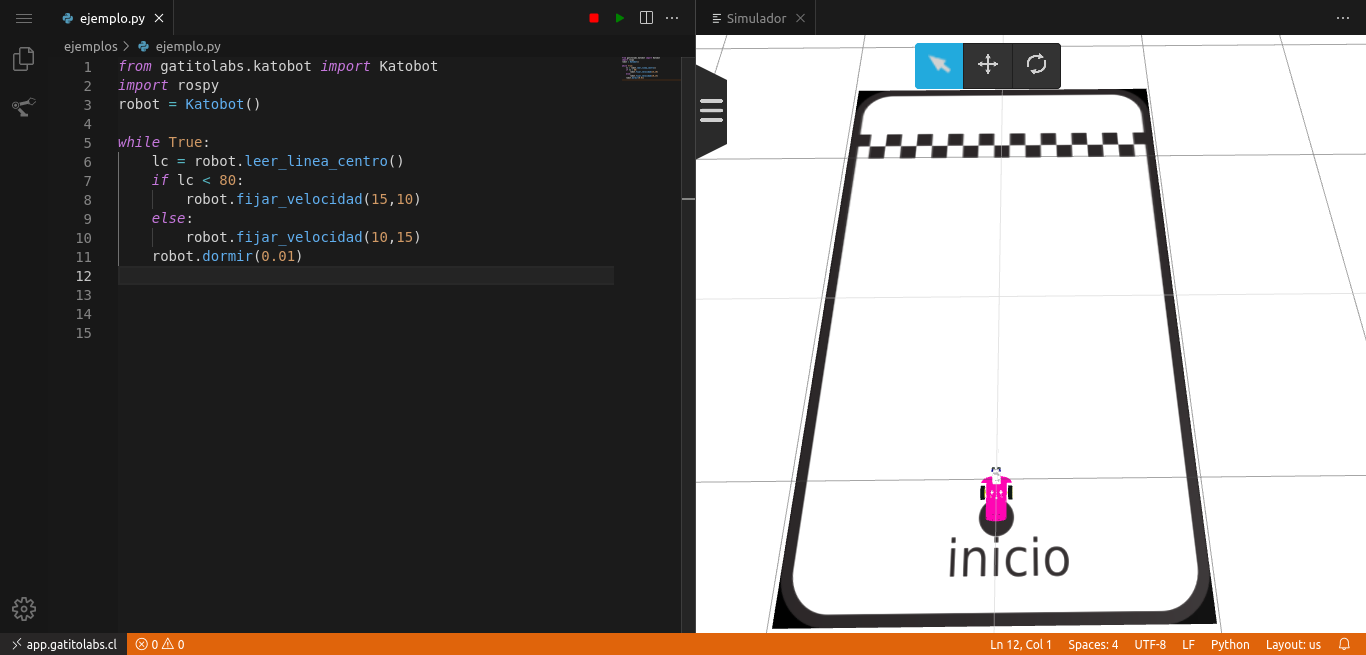 ejemplo.py
Simulador
ejemplos > ejemplo.py
1 from gatitolabs.katobot import Katobot
2 import rospy
3 robot = Katobot()
4
5 while True:
6     lc = robot.leer_linea_centro()
7     if lc < 80:
8         robot.fijar_velocidad(15,10)
9     else:
10         robot.fijar_velocidad(10,15)
11     robot.dormir(0.01)
12
13
14
15
inicio
app.gatitolabs.cl 0 0 Ln 12, Col 1 Spaces: 4 UTF-8 LF Python Layout: us